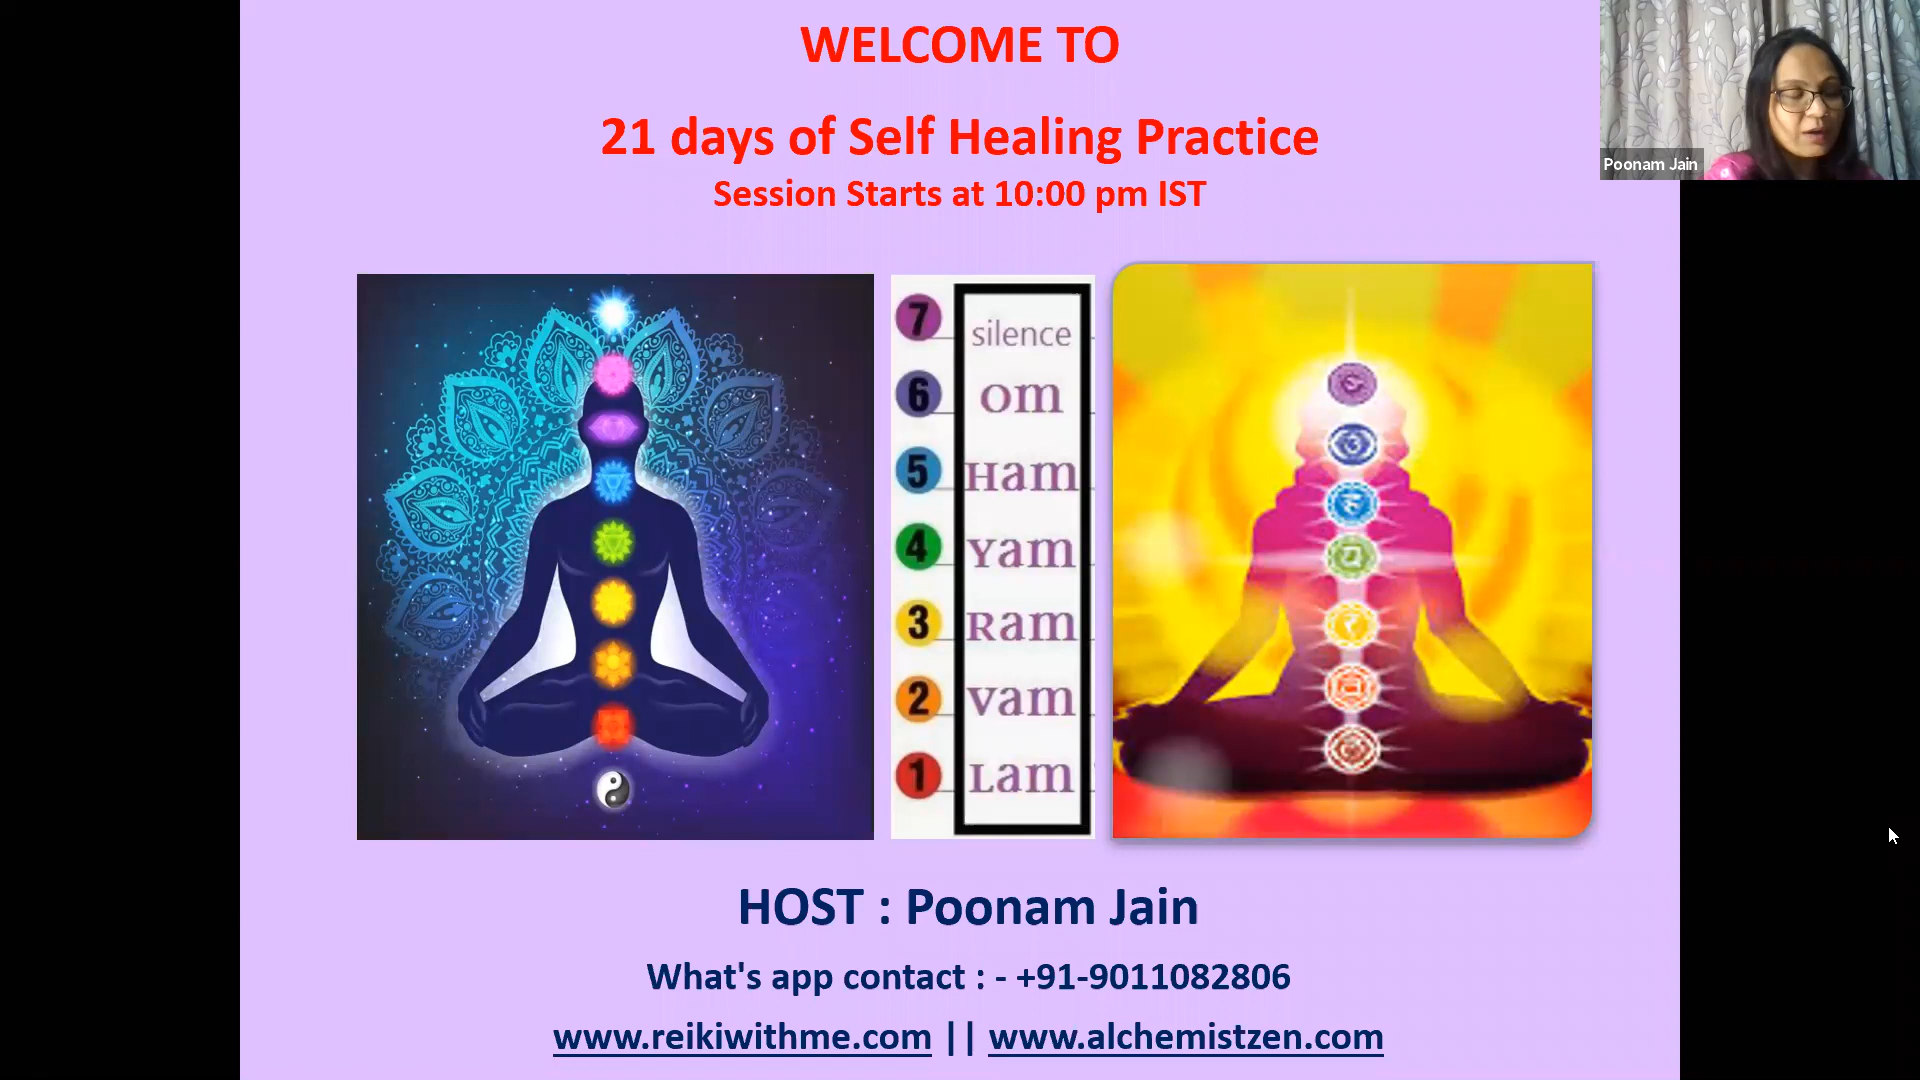 WELCOME TO
21 days of Self Healing Practice
Session Starts at 10:00 pm IST
Poonam Jain
7 silence
6 om
5 Ham
4 Yam
3 Ram
2 vam
1 Lam
HOST : Poonam Jain
What's app contact : - +91-9011082806
www.reikiwithme.com || www.alchemistzen.com